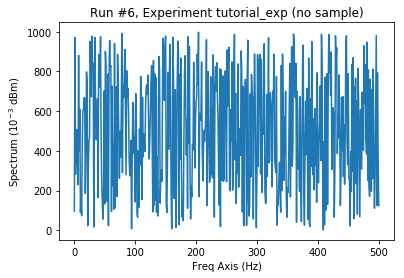 Run #6, Experiment tutorial_exp (no sample)
1000
800
600
400
200
0
Spectrum (10⁻³ dBm)
0 100 200 300 400 500
Freq Axis (Hz)